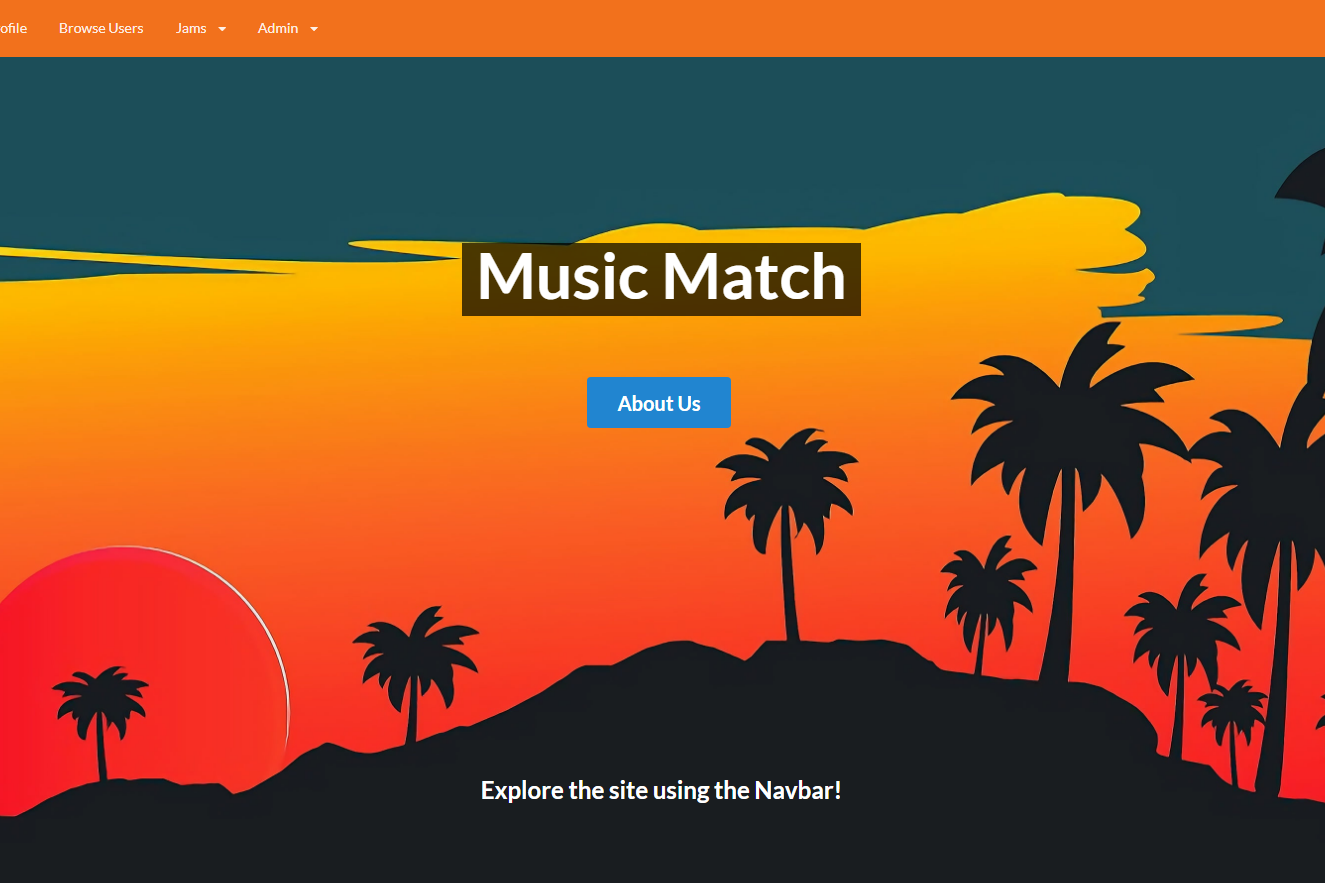 ofile Browse Users Jams Admin
Music Match
About Us
Explore the site using the Navbar!